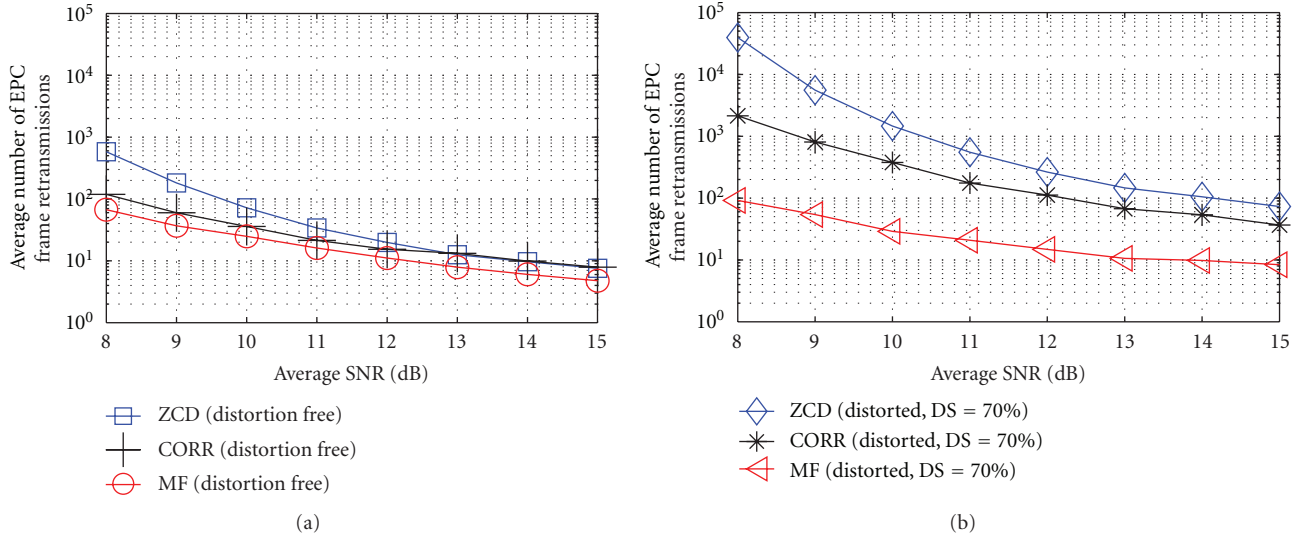 10^5
10^4
10^3
10^2
10^1
10^0
Average number of EPC
frame retransmissions
8 9 10 11 12 13 14 15
Average SNR (dB)
ZCD (distortion free)
CORR (distortion free)
MF (distortion free)
(a)
10^5
10^4
10^3
10^2
10^1
10^0
Average number of EPC
frame retransmissions
8 9 10 11 12 13 14 15
Average SNR (dB)
ZCD (distorted, DS = 70%)
CORR (distorted, DS = 70%)
MF (distorted, DS = 70%)
(b)